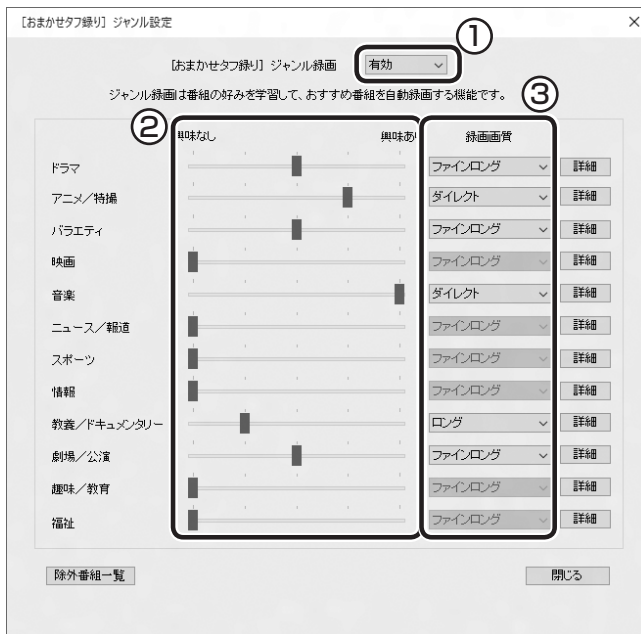 [おまかせタフ録り] ジャンル設定 ×
①
[おまかせタフ録り] ジャンル録画 有効
ジャンル録画は番組の好みを学習して、おすすめ番組を自動録画する機能です。
② ③
興味なし 興味あり 録画画質
ドラマ ファインロング 詳細
アニメ/特撮 ダイレクト 詳細
バラエティ ファインロング 詳細
映画 ファインロング 詳細
音楽 ダイレクト 詳細
ニュース/報道 ファインロング 詳細
スポーツ ファインロング 詳細
情報 ファインロング 詳細
教養/ドキュメンタリー ロング 詳細
劇場/公演 ファインロング 詳細
趣味/教育 ファインロング 詳細
福祉 ファインロング 詳細
除外番組一覧 閉じる